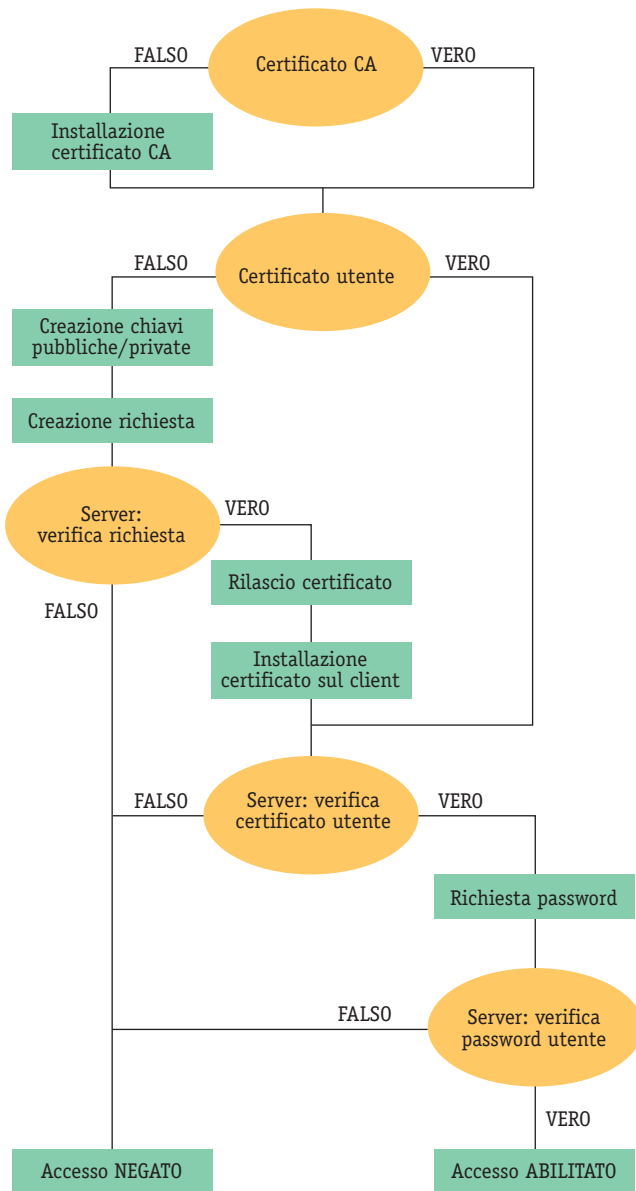 FALSO
Certificato CA
VERO
Installazione
certificato CA
FALSO
Certificato utente
VERO
Creazione chiavi
pubbliche/private
Creazione richiesta
Server:
verifica richiesta
VERO
FALSO
Rilascio certificato
Installazione
certificato sul client
FALSO
Server: verifica
certificato utente
VERO
Richiesta password
FALSO
Server: verifica
password utente
VERO
Accesso NEGATO
Accesso ABILITATO